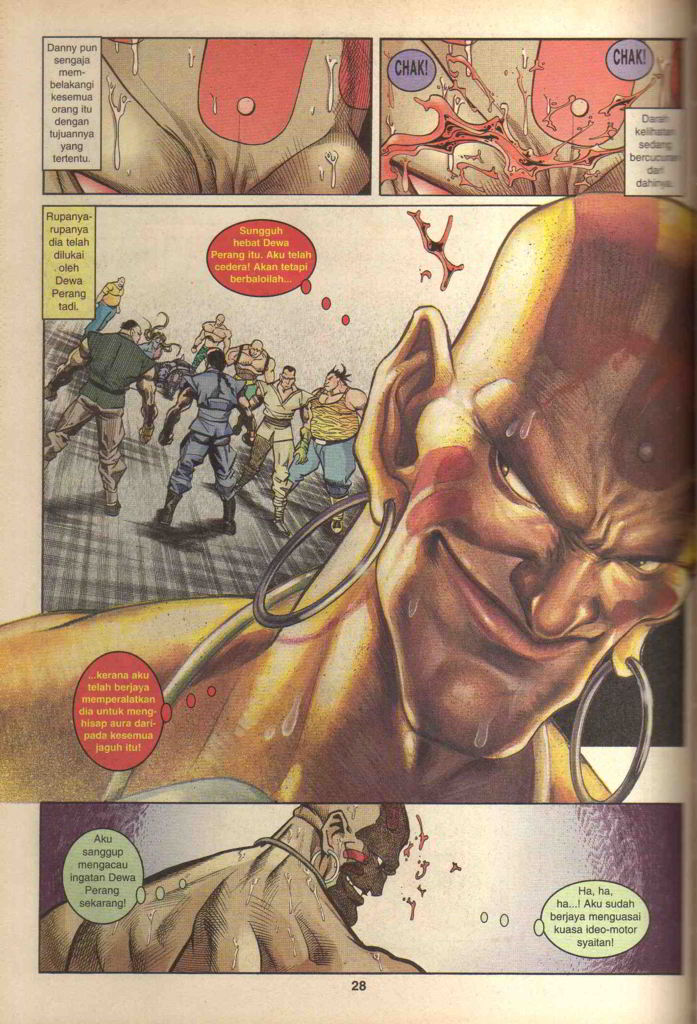 Danny pun
sengaja
mem-
belakangi
kesemua
orang itu
dengan
tujuannya
yang
tertentu.
CHAK!
CHAK!
Darah
kelihatan
sedang
bercucuran
dari
dahinya.
Rupanya-
rupanya
dia telah
dilukai
oleh
Dewa
Perang
tadi.
Sungguh
hebat Dewa
Perang itu. Aku telah
cedera! Akan tetapi
berbaloilah...
...kerana aku
telah berjaya
memperalatkan
dia untuk meng-
hisap aura dari-
pada kesemua
jaguh itu!
Aku
sanggup
mengacau
ingatan Dewa
Perang
sekarang!
Ha, ha,
ha...! Aku sudah
berjaya menguasai
kuasa ideo-motor
syaitan!
28